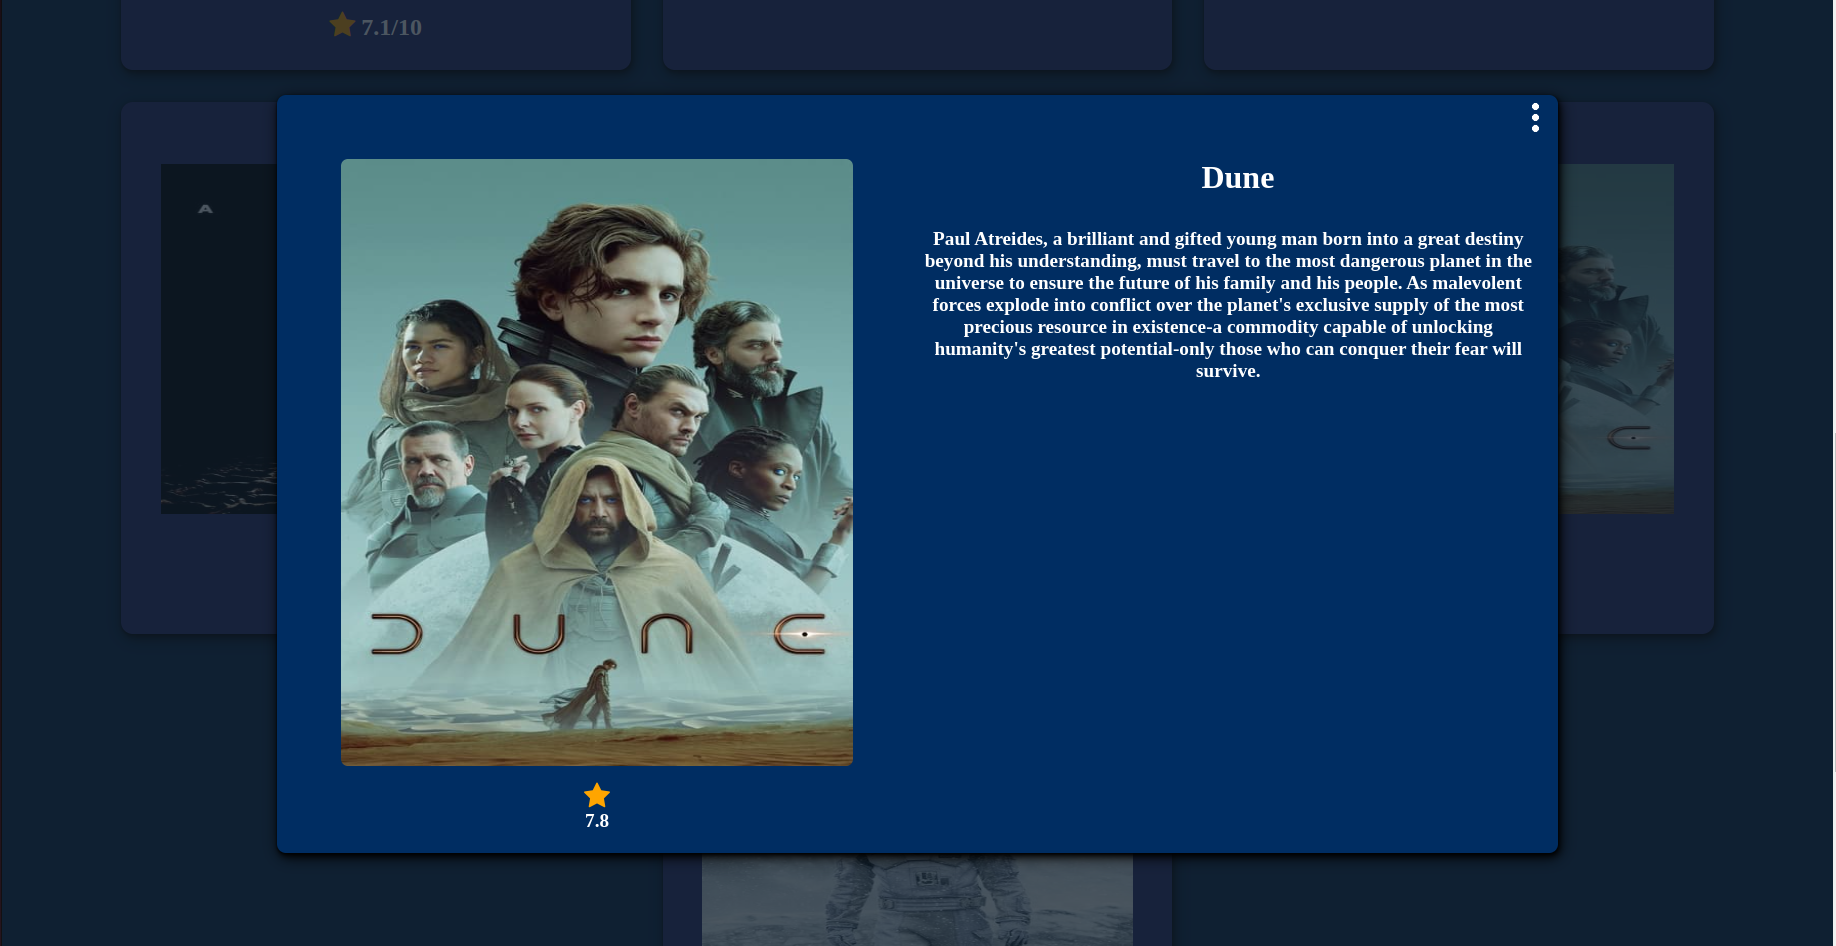 7.1/10
A
Dune
Paul Atreides, a brilliant and gifted young man born into a great destiny
beyond his understanding, must travel to the most dangerous planet in the
universe to ensure the future of his family and his people. As malevolent
forces explode into conflict over the planet's exclusive supply of the most
precious resource in existence-a commodity capable of unlocking
humanity's greatest potential-only those who can conquer their fear will
survive.
DUNE
7.8